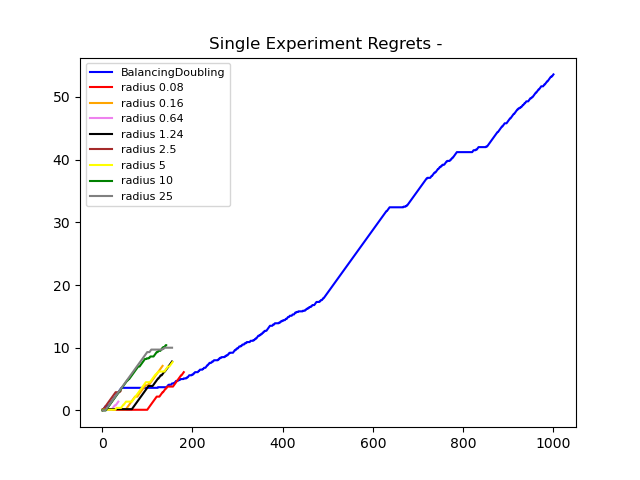 Single Experiment Regrets -
BalancingDoubling
radius 0.08
radius 0.16
radius 0.64
radius 1.24
radius 2.5
radius 5
radius 10
radius 25
50
40
30
20
10
0
0 200 400 600 800 1000